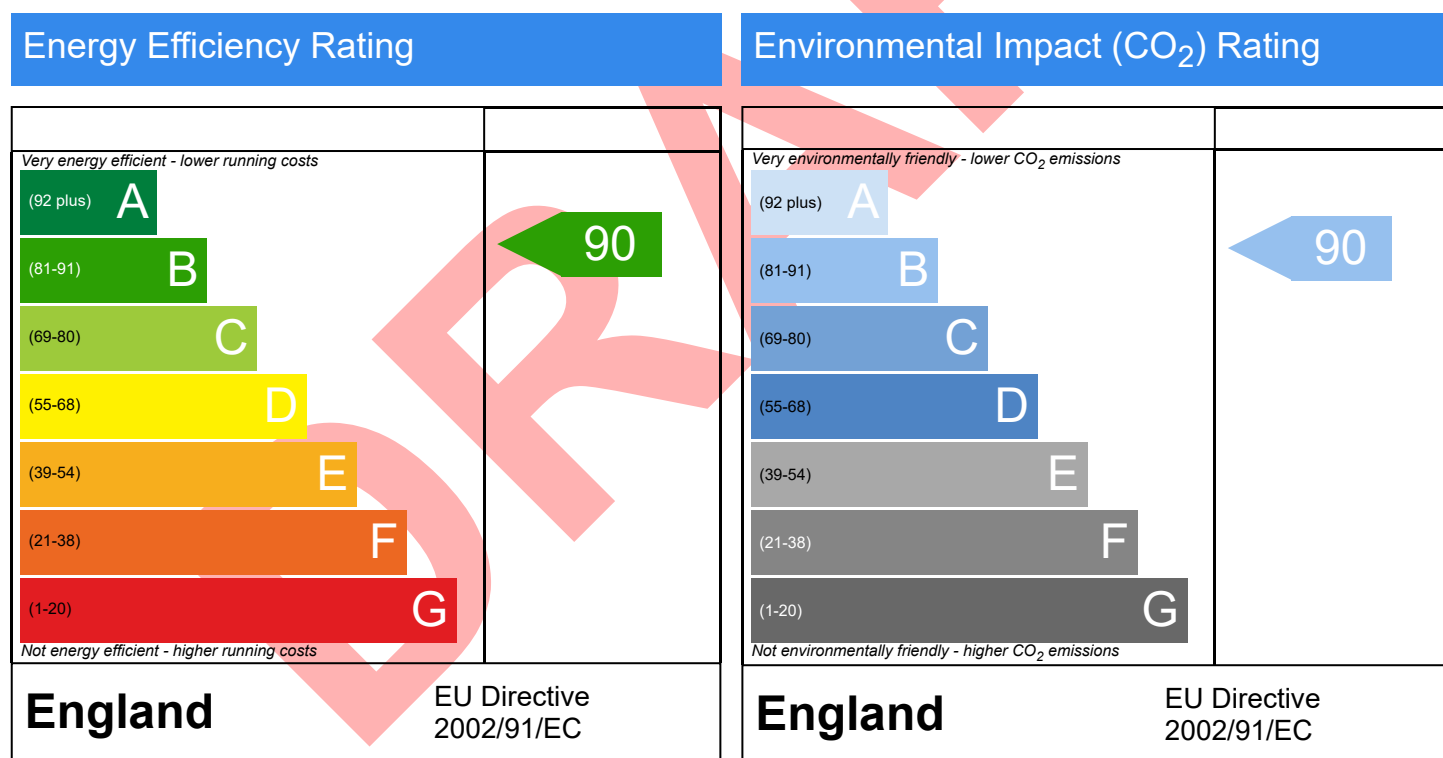 Energy Efficiency Rating
Very energy efficient - lower running costs
(92 plus) A
(81-91) B
(69-80) C
(55-68) D
(39-54) E
(21-38) F
(1-20) G
Not energy efficient - higher running costs
90
England
EU Directive
2002/91/EC
Environmental Impact (CO2) Rating
Very environmentally friendly - lower CO2 emissions
(92 plus) A
(81-91) B
(69-80) C
(55-68) D
(39-54) E
(21-38) F
(1-20) G
Not environmentally friendly - higher CO2 emissions
90
England
EU Directive
2002/91/EC